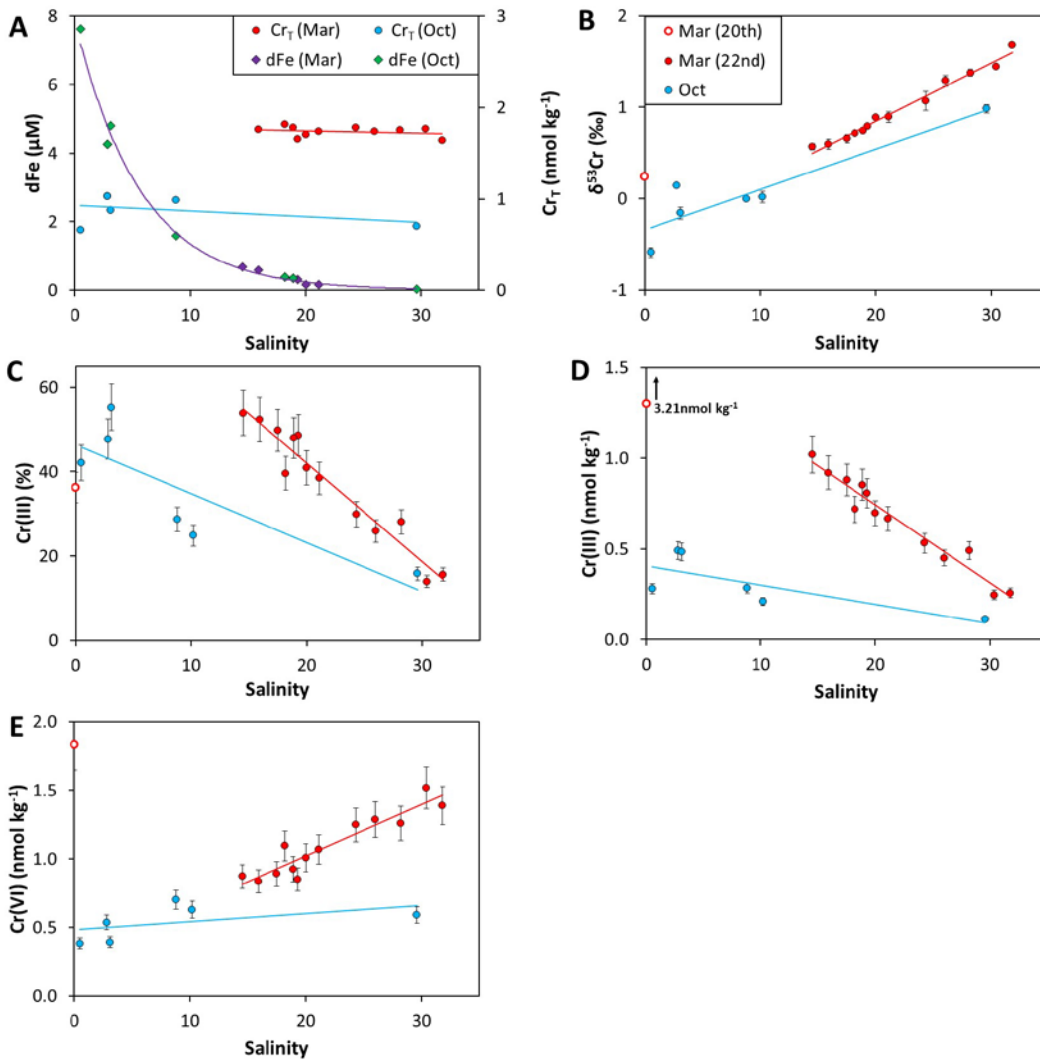 A
CrT (Mar) CrT (Oct)
dFe (Mar) dFe (Oct)
8
6
4
2
0
dFe (µM)
3
2
1
0
CrT (nmol kg-1)
0 10 20 30
Salinity
B
Mar (20th)
Mar (22nd)
Oct
2
1
0
-1
δ53Cr (‰)
0 10 20 30
Salinity
C
60
40
20
0
Cr(III) (%)
0 10 20 30
Salinity
D
3.21nmol kg-1
1.5
1.0
0.5
0.0
Cr(III) (nmol kg-1)
0 10 20 30
Salinity
E
2.0
1.5
1.0
0.5
0.0
Cr(VI) (nmol kg-1)
0 10 20 30
Salinity